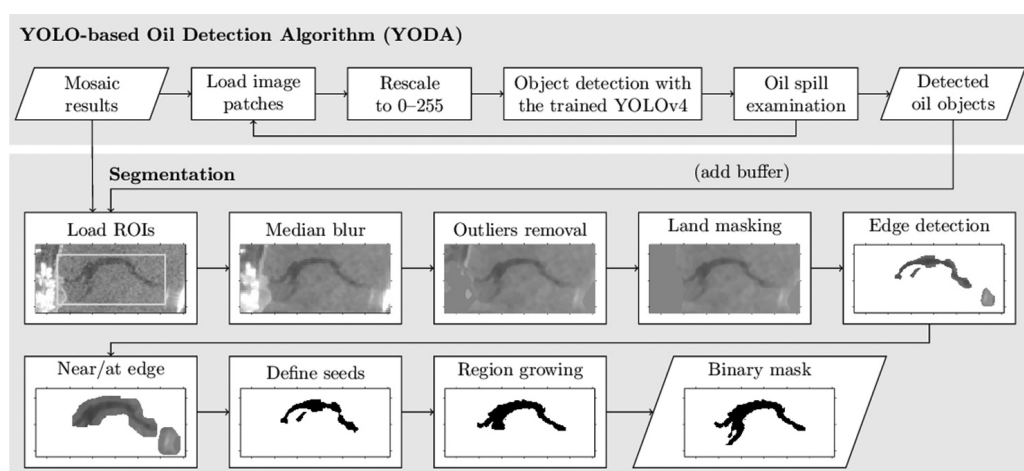 YOLO-based Oil Detection Algorithm (YODA)
Mosaic
results
Load image
patches
Rescale
to 0–255
Object detection with
the trained YOLOv4
Oil spill
examination
Detected
oil objects
Segmentation
(add buffer)
Load ROIs
Median blur
Outliers removal
Land masking
Edge detection
Near/at edge
Define seeds
Region growing
Binary mask